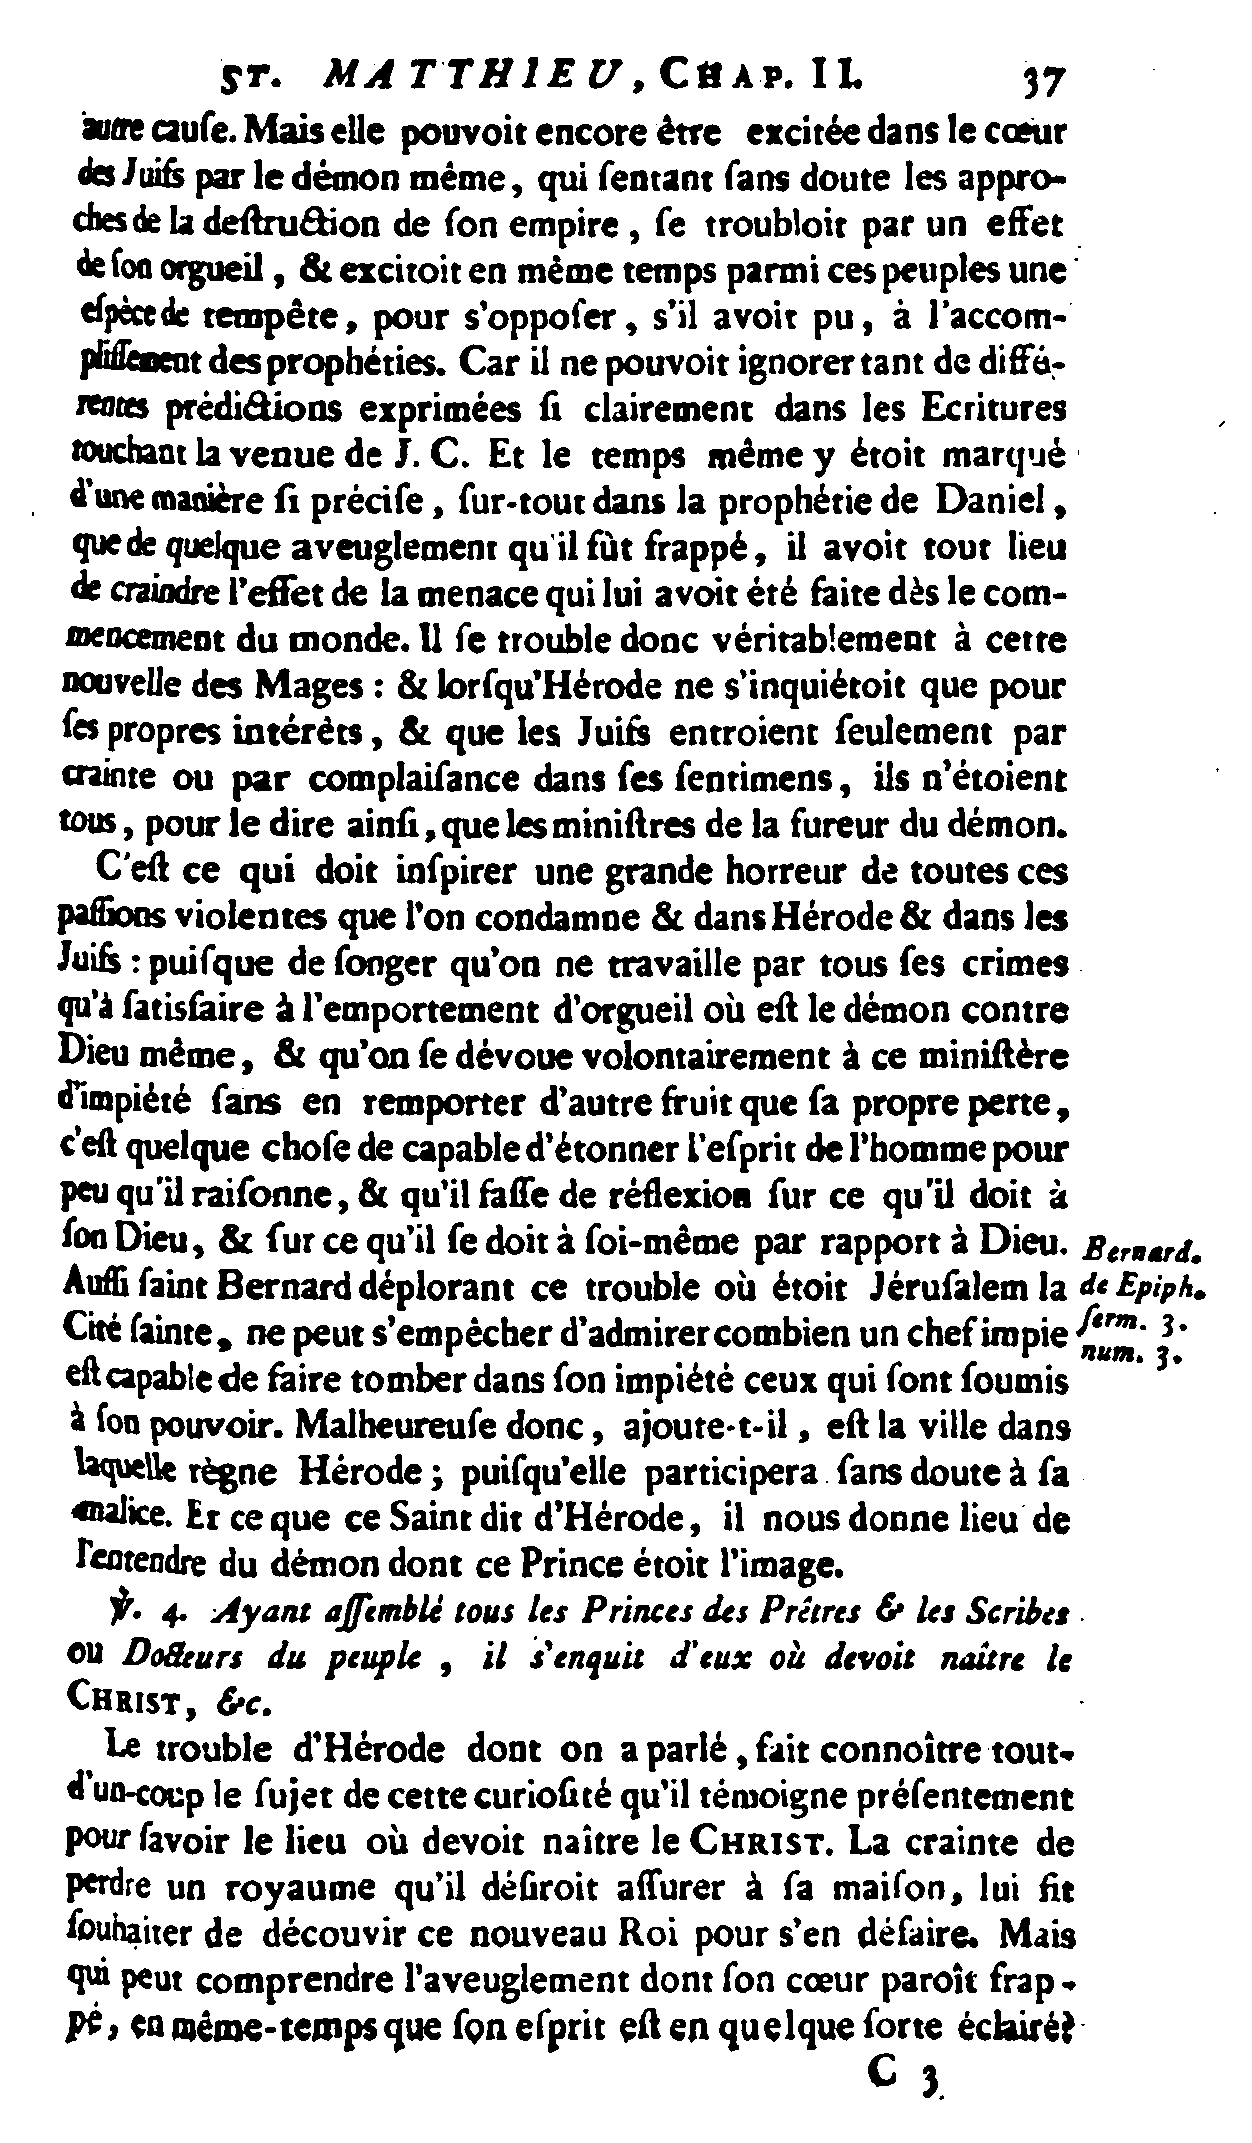 ST. MATTHIEU, CHAP. II. 37
autre cauſe. Mais elle pouvoit encore être excitée dans le cœur
des Juifs par le démon même, qui ſentant ſans doute les appro-
ches de la deſtruction de ſon empire, ſe troubloit par un effet
de ſon orgueil, & excitoit en même temps parmi ces peuples une
eſpèce de tempête, pour s'oppoſer, s'il avoit pu, à l'accom-
pliſſement des prophéties. Car il ne pouvoit ignorer tant de diffé-
rentes prédictions exprimées ſi clairement dans les Ecritures
touchant la venue de J. C. Et le temps même y étoit marqué
d'une manière ſi préciſe, ſur-tout dans la prophétie de Daniel,
que de quelque aveuglement qu'il fût frappé, il avoit tout lieu
de craindre l'effet de la menace qui lui avoit été faite dès le com-
mencement du monde. Il ſe trouble donc véritablement à cette
nouvelle des Mages : & lorſqu'Hérode ne s'inquiétoit que pour
ſes propres intérêts, & que les Juifs entroient ſeulement par
crainte ou par complaiſance dans ſes ſentimens, ils n'étoient
tous, pour le dire ainſi, que les miniſtres de la fureur du démon.
C'eſt ce qui doit inſpirer une grande horreur de toutes ces
paſſions violentes que l'on condamne & dans Hérode & dans les
Juifs : puiſque de ſonger qu'on ne travaille par tous ſes crimes
qu'à ſatisfaire à l'emportement d'orgueil où eſt le démon contre
Dieu même, & qu'on ſe dévoue volontairement à ce miniſtère
d'impiété ſans en remporter d'autre fruit que ſa propre perte,
c'eſt quelque choſe de capable d'étonner l'eſprit de l'homme pour
peu qu'il raiſonne, & qu'il faſſe de réflexion ſur ce qu'il doit à
ſon Dieu, & ſur ce qu'il ſe doit à ſoi-même par rapport à Dieu.
Auſſi ſaint Bernard déplorant ce trouble où étoit Jéruſalem la
Cité ſainte, ne peut s'empêcher d'admirer combien un chef impie
eſt capable de faire tomber dans ſon impiété ceux qui ſont ſoumis
à ſon pouvoir. Malheureuſe donc, ajoute-t-il, eſt la ville dans
laquelle règne Hérode ; puiſqu'elle participera ſans doute à ſa
malice. Et ce que ce Saint dit d'Hérode, il nous donne lieu de
l'entendre du démon dont ce Prince étoit l'image.
Bernard.
de Epiph.
ſerm. 3.
num. 3.
℣. 4. Ayant aſſemblé tous les Princes des Prêtres & les Scribes
ou Docteurs du peuple, il s'enquit d'eux où devoit naître le
CHRIST, &c.
Le trouble d'Hérode dont on a parlé, fait connoître tout-
d'un-coup le ſujet de cette curioſité qu'il témoigne préſentement
pour ſavoir le lieu où devoit naître le CHRIST. La crainte de
perdre un royaume qu'il déſiroit aſſurer à ſa maiſon, lui fit
ſouhaiter de découvir ce nouveau Roi pour s'en défaire. Mais
qui peut comprendre l'aveuglement dont ſon cœur paroît frap-
pé, en même-temps que ſon eſprit eſt en quelque ſorte éclairé?
C 3